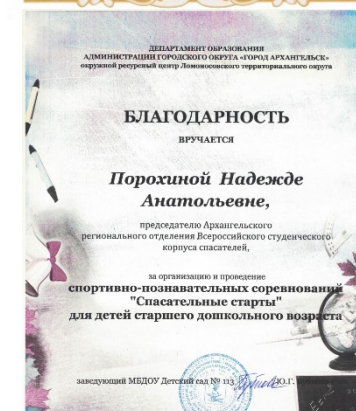 ДЕПАРТАМЕНТ ОБРАЗОВАНИЯ
АДМИНИСТРАЦИИ ГОРОДСКОГО ОКРУГА «ГОРОД АРХАНГЕЛЬСК»
окружной ресурсный центр Ломоносовского территориального округа
БЛАГОДАРНОСТЬ
ВРУЧАЕТСЯ
Порохиной Надежде
Анатольевне,
председателю Архангельского
регионального отделения Всероссийского студенческого
корпуса спасателей,
за организацию и проведение
спортивно-познавательных соревнований
"Спасательные старты"
для детей старшего дошкольного возраста
заведующий МБДОУ Детский сад № 113 Ю.Г.